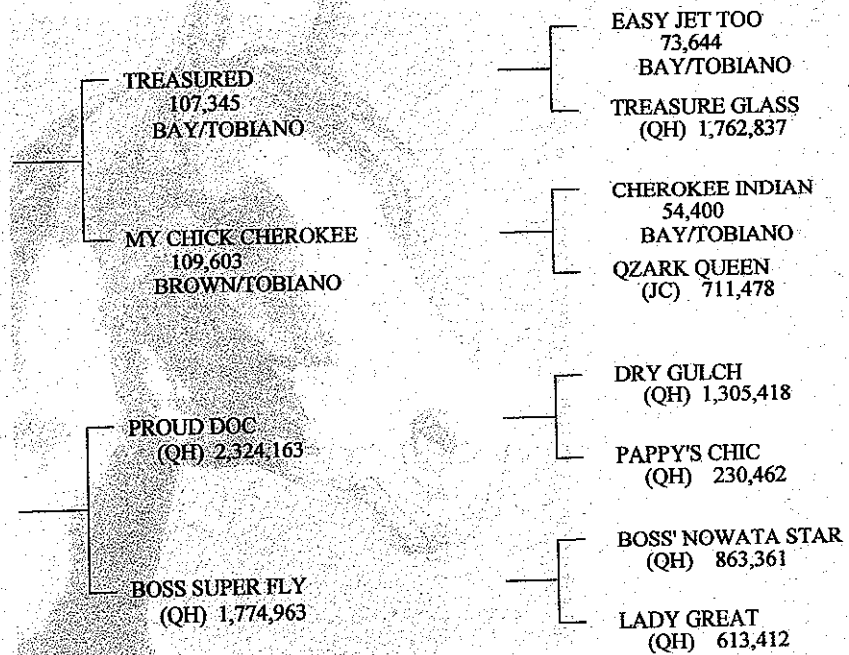 EASY JET TOO
73,644
BAY/TOBIANO
TREASURED
107,345
BAY/TOBIANO
TREASURE GLASS
(QH) 1,762,837
CHEROKEE INDIAN
54,400
BAY/TOBIANO
MY CHICK CHEROKEE
109,603
BROWN/TOBIANO
QZARK QUEEN
(JC) 711,478
DRY GULCH
(QH) 1,305,418
PROUD DOC
(QH) 2,324,163
PAPPY'S CHIC
(QH) 230,462
BOSS' NOWATA STAR
(QH) 863,361
BOSS SUPER FLY
(QH) 1,774,963
LADY GREAT
(QH) 613,412